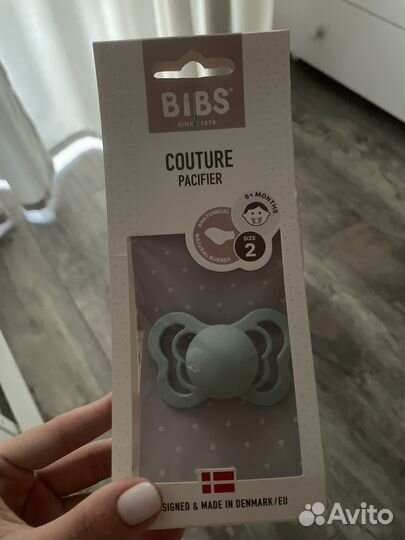 BIBS®
SINCE 1978
COUTURE
PACIFIER
6+ MONTHS
ANATOMICAL
NATURAL RUBBER
SIZE
2
SIGNED & MADE IN DENMARK/EU
Avito